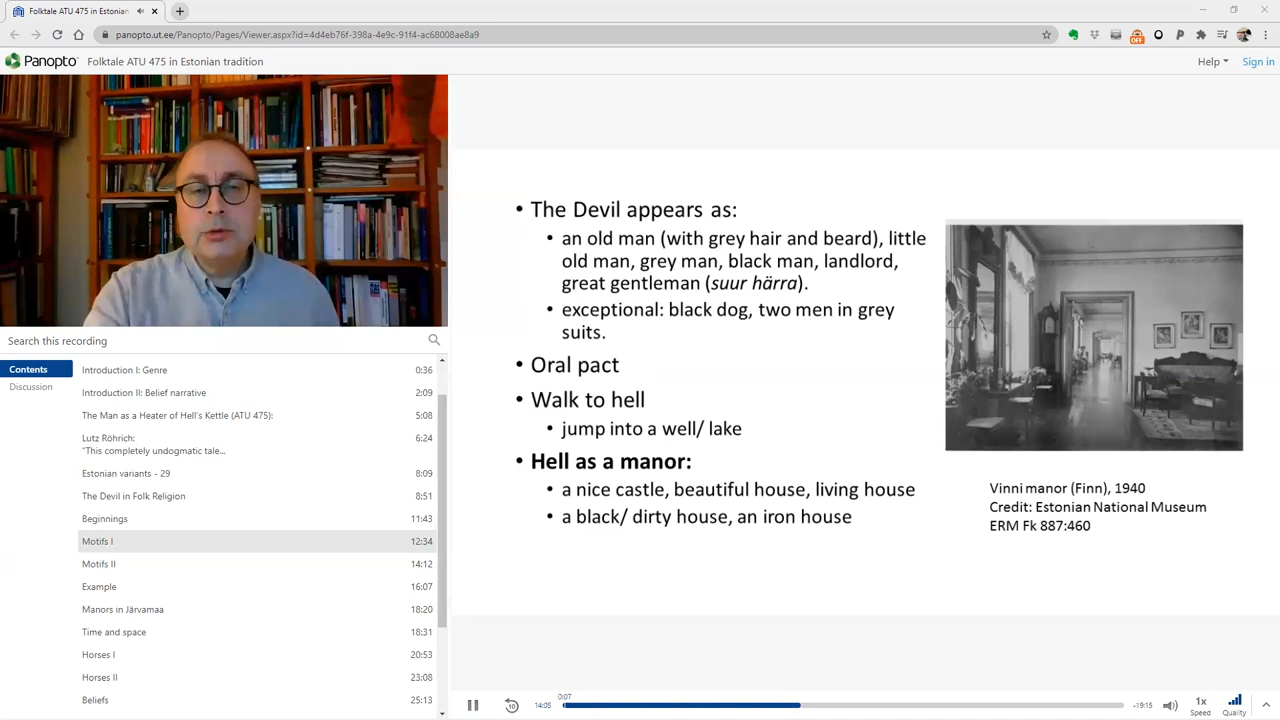 Folktale ATU 475 in Estonian
panopto.ut.ee/Panopto/Pages/Viewer.aspx?id=4d4eb76f-398a-4e9c-91f4-ac68008ae8a9
OFF
Panopto
Folktale ATU 475 in Estonian tradition
Help
Sign in
Search this recording
Contents
Discussion
Introduction I: Genre 0:36
Introduction II: Belief narrative 2:09
The Man as a Heater of Hell's Kettle (ATU 475): 5:08
Lutz Röhrich: 6:24
"This completely undogmatic tale...
Estonian variants - 29 8:09
The Devil in Folk Religion 8:51
Beginnings 11:43
Motifs I 12:34
Motifs II 14:12
Example 16:07
Manors in Järvamaa 18:20
Time and space 18:31
Horses I 20:53
Horses II 23:08
Beliefs 25:13
• The Devil appears as:
• an old man (with grey hair and beard), little
old man, grey man, black man, landlord,
great gentleman (suur härra).
• exceptional: black dog, two men in grey
suits.
• Oral pact
• Walk to hell
• jump into a well/ lake
• Hell as a manor:
• a nice castle, beautiful house, living house
• a black/ dirty house, an iron house
Vinni manor (Finn), 1940
Credit: Estonian National Museum
ERM Fk 887:460
0:07
10
14:05
-19:15
1x
Speed
Quality